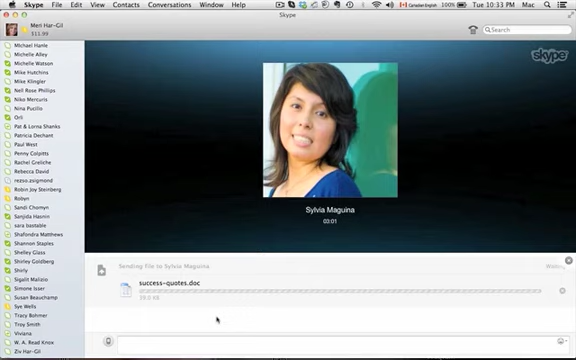 Skype File Edit View Contacts Conversations Window Help
Canadian English 100% Tue 10:33 PM Mac
Skype
Meri Har-Gil
$11.99
Search
skype
Michael Hanle
Michelle Alley
Michelle Watson
Mike Hutchins
Mike Klingler
Nell Rose Phillips
Niko Mercuris
Nina Pucillo
Orli
Pat & Lorna Shanks
Patricia Dechant
Paul West
Penny Colpitts
Rachel Greliche
Rebecca David
rezso.zsigmond
Robin Joy Steinberg
Robyn
Sandi Chomyn
Sanjida Hasnin
sara bastable
Shafondra Matthews
Shannon Staples
Shelley Glass
Shirley Goldberg
Shirly
Sigalit Malizio
Simone Isser
Susan Beauchamp
Sye Wells
Tracy Bohmer
Troy Smith
Viviana
W. A. Read Knox
Ziv Har-Gil
Sylvia Maguina
03:01
Sending file to Sylvia Maguina
Waiting
success-quotes.doc